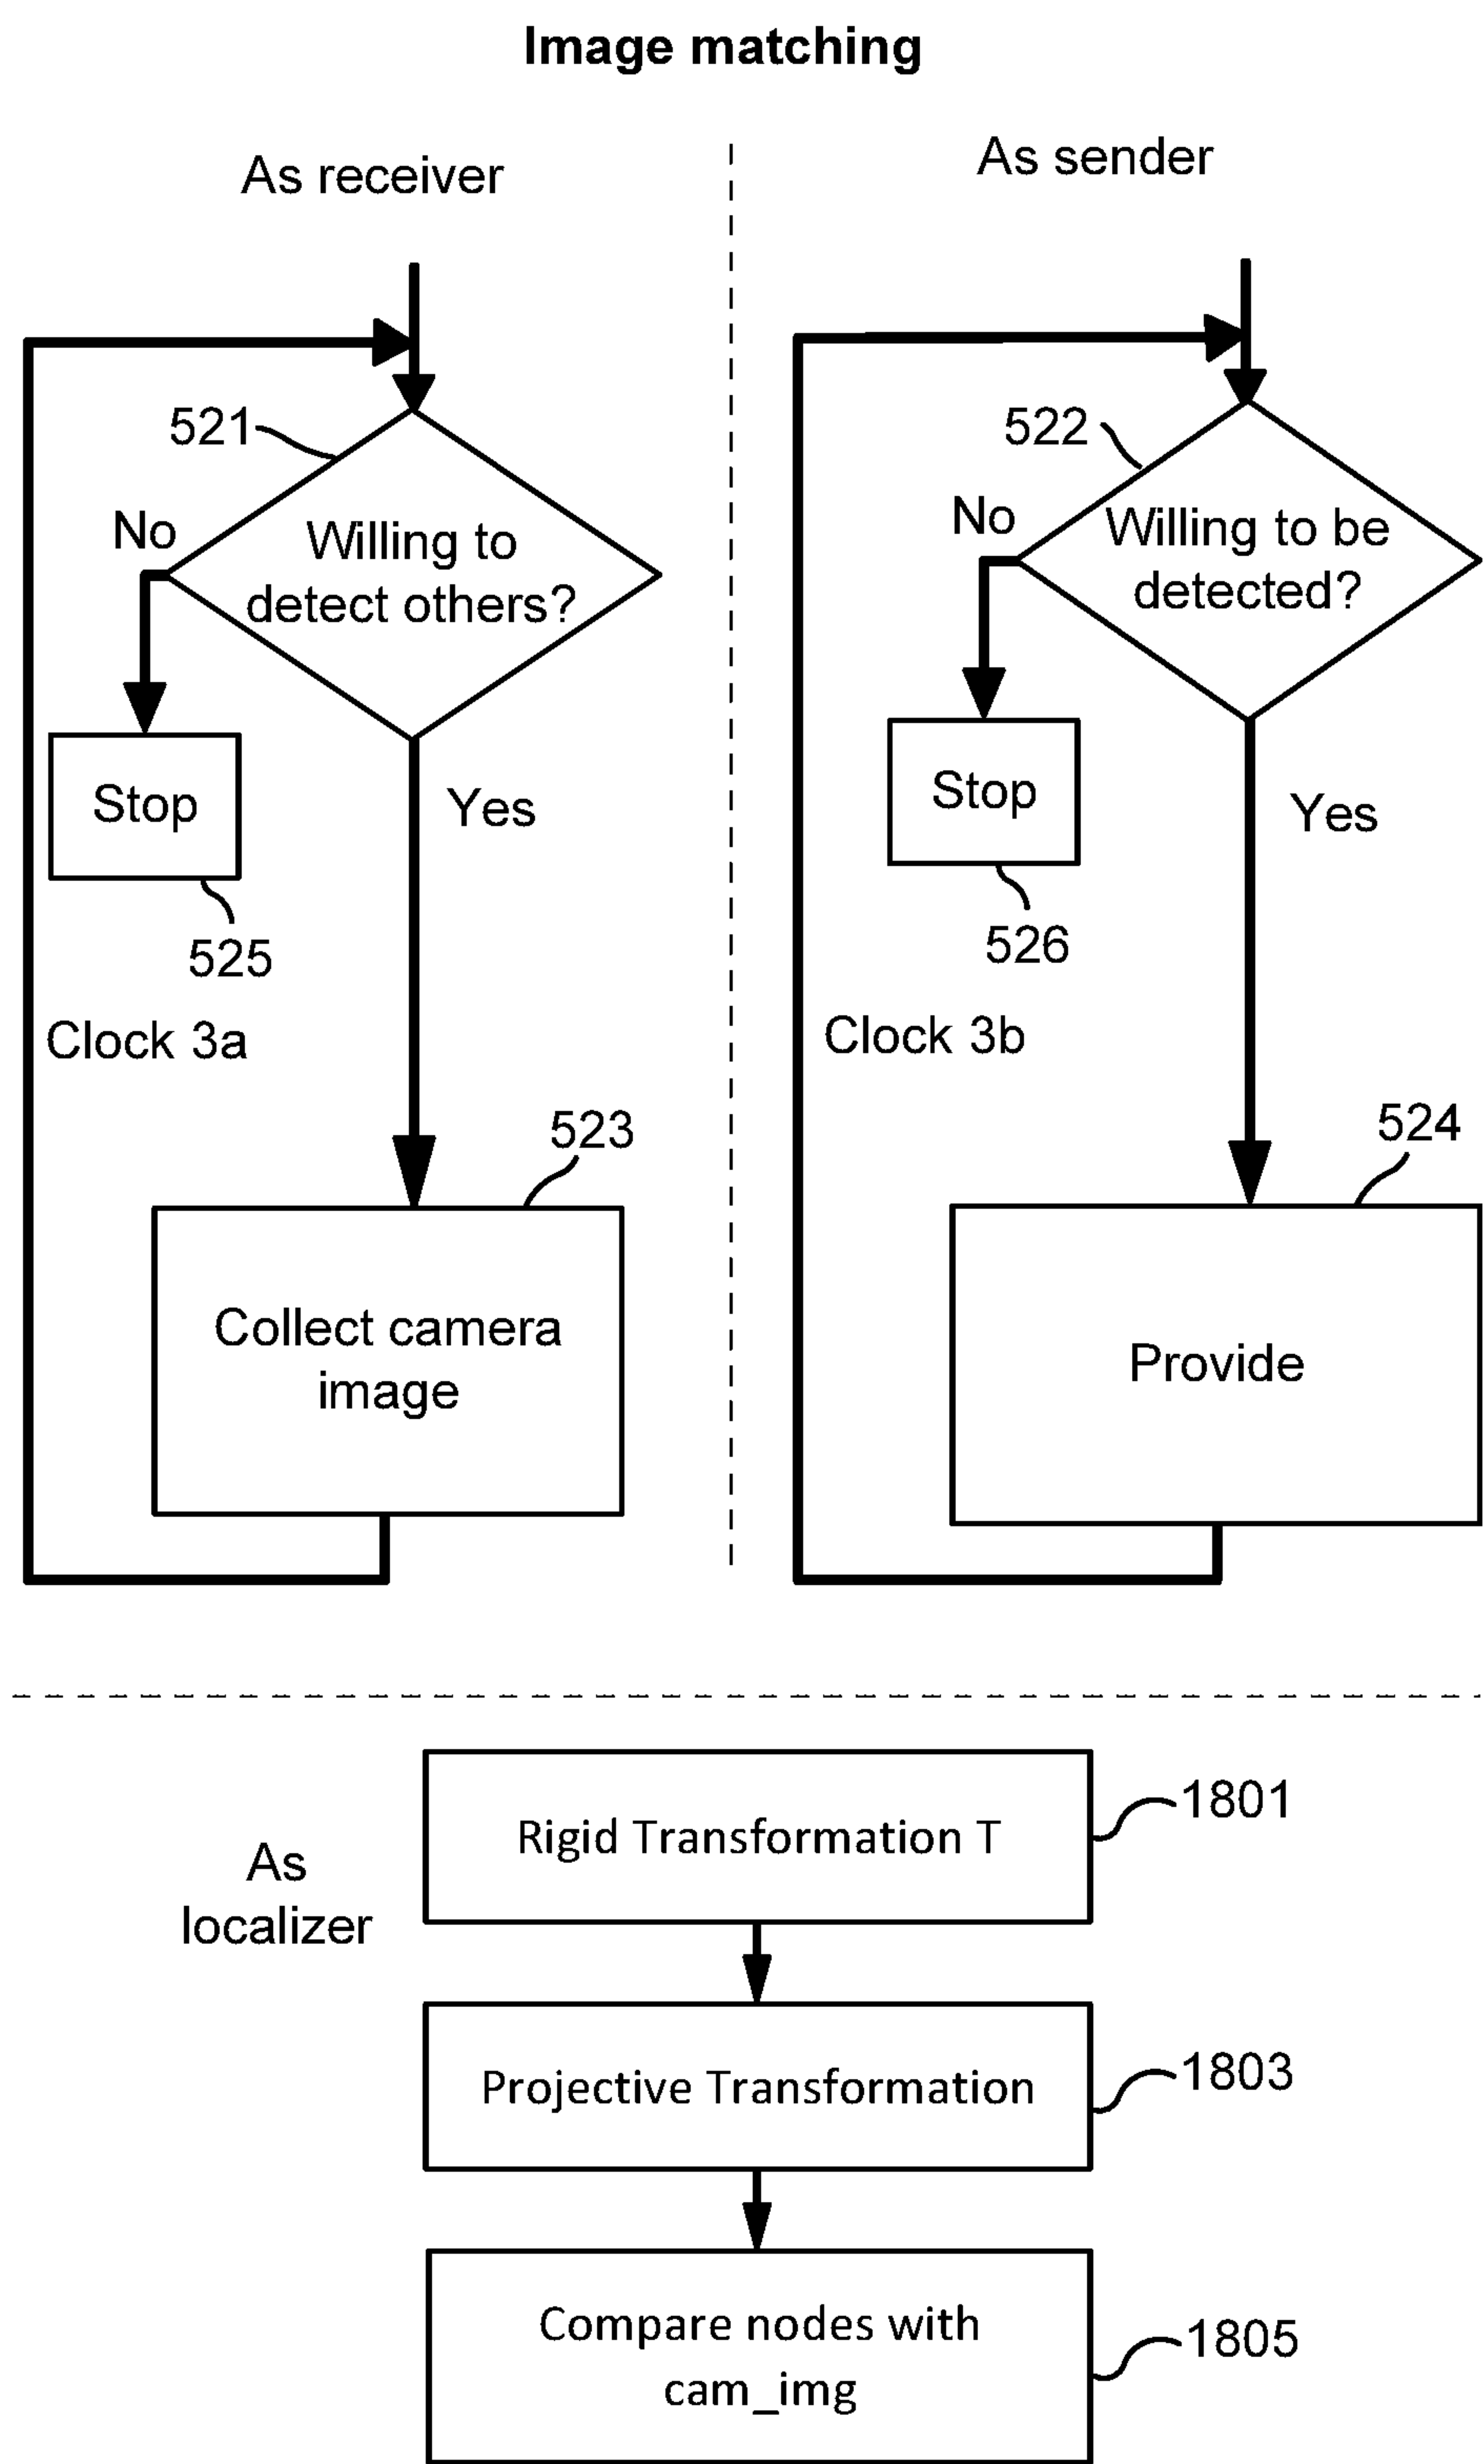 Image matching
As receiver
521
No
Willing to
detect others?
Stop
Yes
525
Clock 3a
523
Collect camera
image
As sender
522
No
Willing to be
detected?
Stop
Yes
526
Clock 3b
524
Provide
As
localizer
Rigid Transformation T
1801
Projective Transformation
1803
Compare nodes with
cam_img
1805